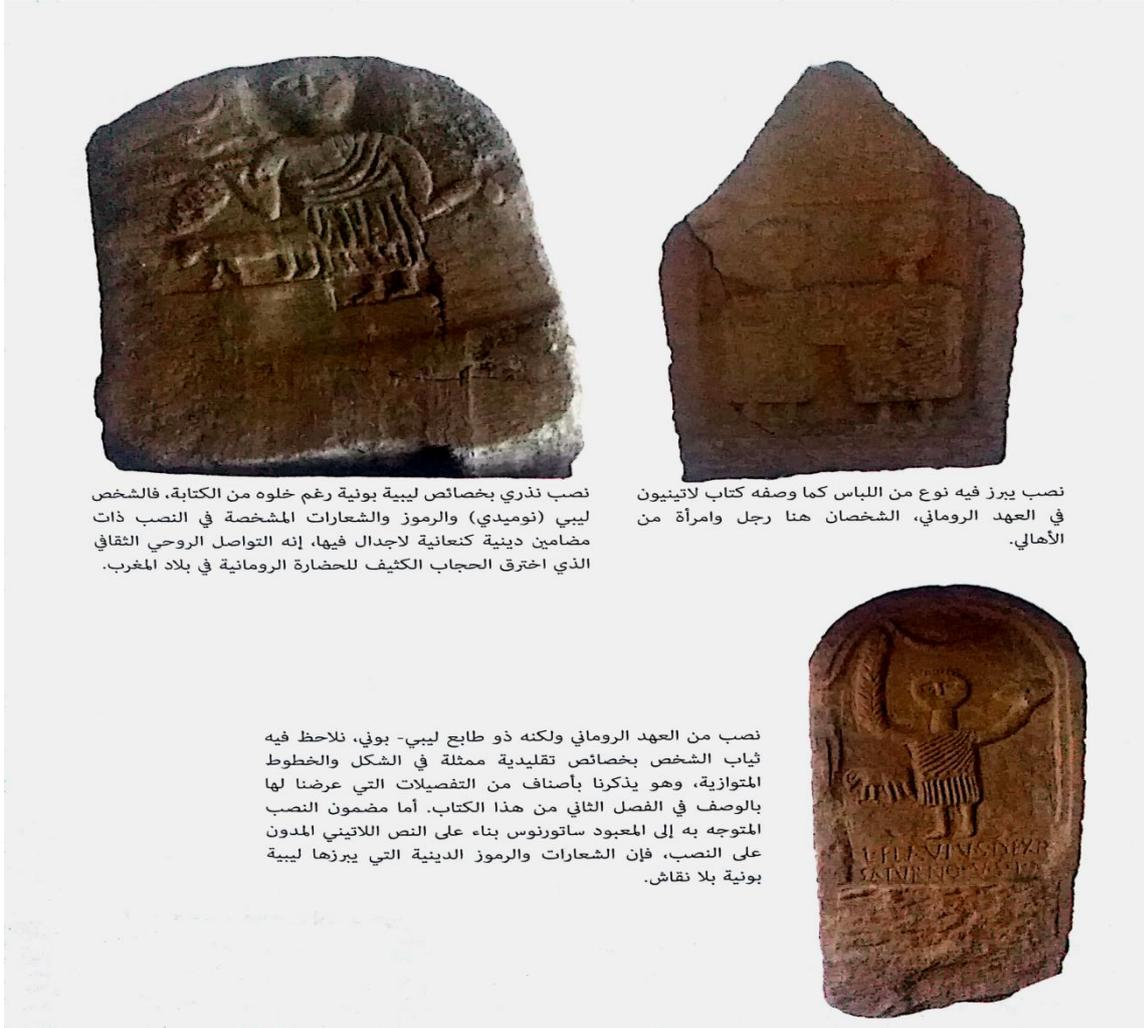 نصب يبرز فيه نوع من اللباس كما وصفه كتاب لاتينيون
في العهد الروماني، الشخصان هنا رجل وامرأة من
الأهالي.
نصب نذري بخصائص ليبية بونية رغم خلوه من الكتابة، فالشخص
ليبي (نوميدي) والرموز والشعارات المشخصة في النصب ذات
مضامين دينية كنعانية لاجدال فيها، إنه التواصل الروحي الثقافي
الذي اخترق الحجاب الكثيف للحضارة الرومانية في بلاد المغرب.
نصب من العهد الروماني ولكنه ذو طابع ليبي- بوني، نلاحظ فيه
ثياب الشخص بخصائص تقليدية ممثلة في الشكل والخطوط
المتوازية، وهو يذكرنا بأصناف من التفصيلات التي عرضنا لها
بالوصف في الفصل الثاني من هذا الكتاب. أما مضمون النصب
المتوجه به إلى المعبود ساتورنوس بناء على النص اللاتيني المدون
على النصب، فإن الشعارات والرموز الدينية التي يبرزها ليبية
بونية بلا نقاش.
FLAVIUS
SATURNO